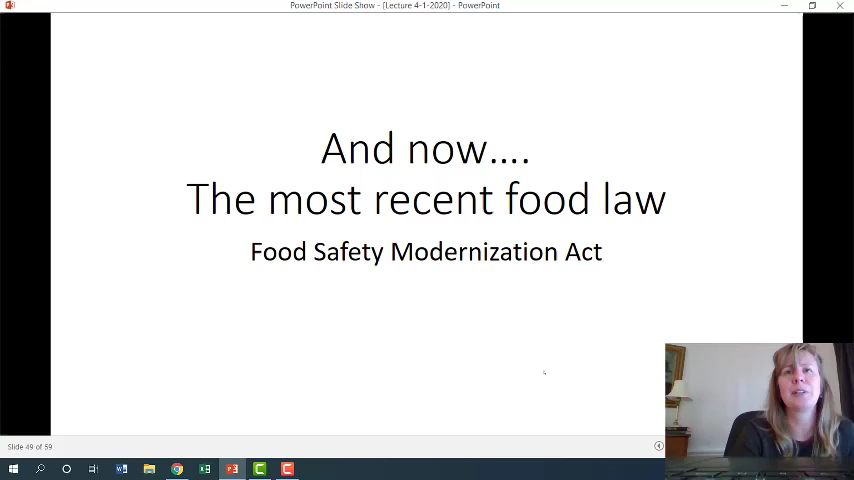 PowerPoint Slide Show - [Lecture 4-1-2020] - PowerPoint
And now....
The most recent food law
Food Safety Modernization Act
Slide 49 of 59